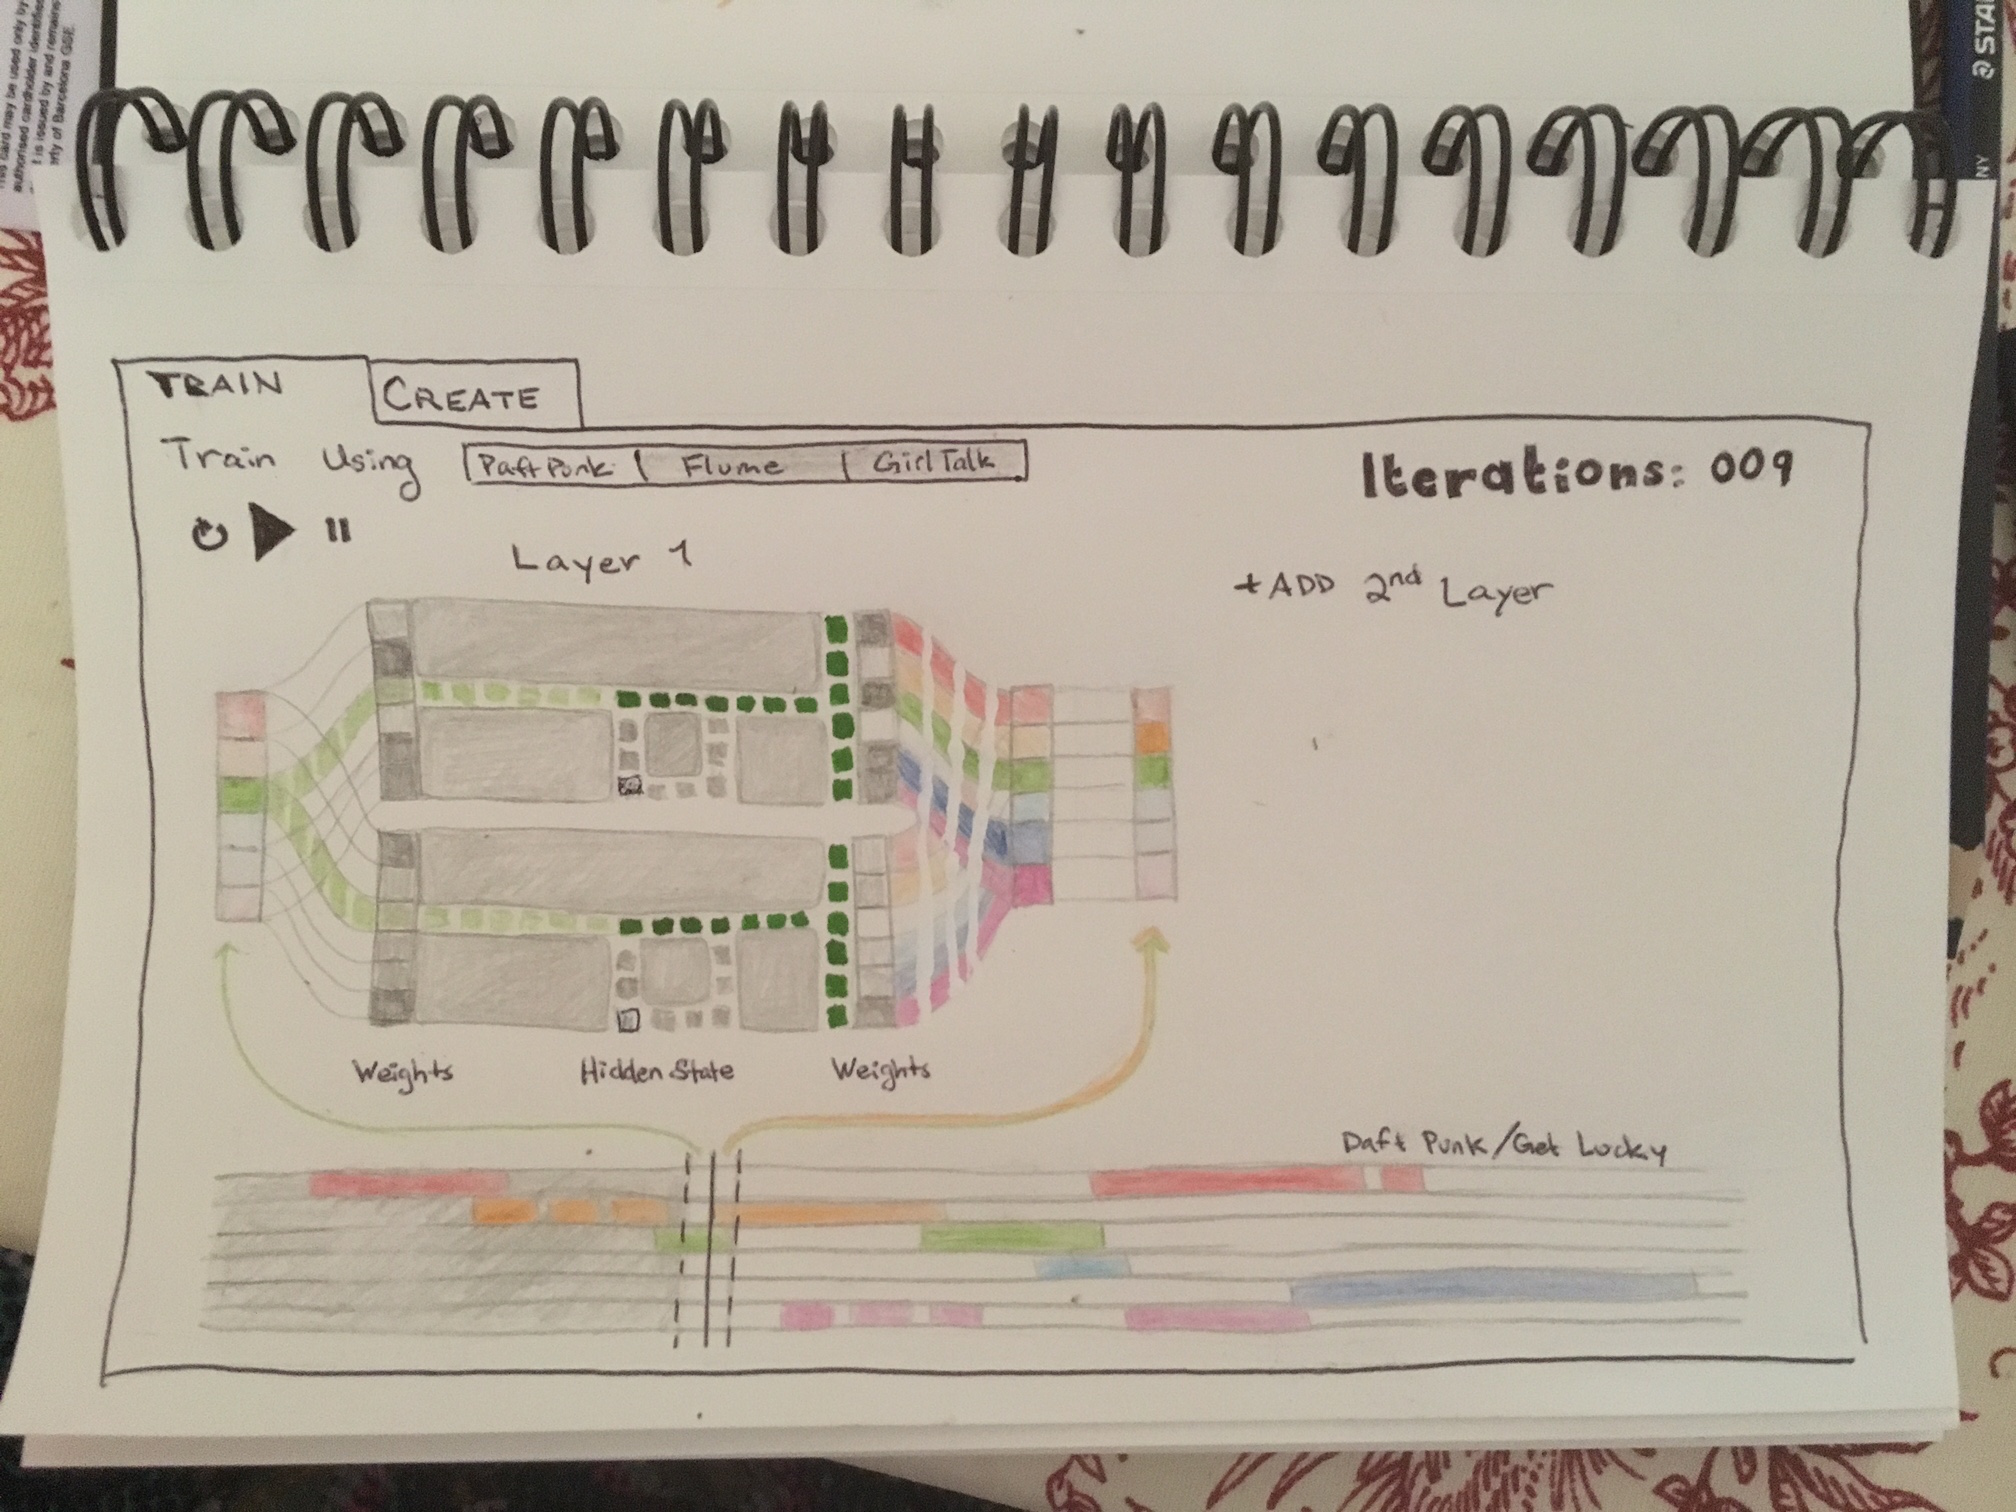 This card may be used only by
authorised cardholder identified
t is issued by and remains
erty of Barcelona GSE.
@ STA
NY
TRAIN
CREATE
Train Using
Daft Punk | Flume | Girl Talk
Iterations: 009
Layer 1
+ADD 2nd Layer
Weights
Hidden State
Weights
Daft Punk/Get Lucky